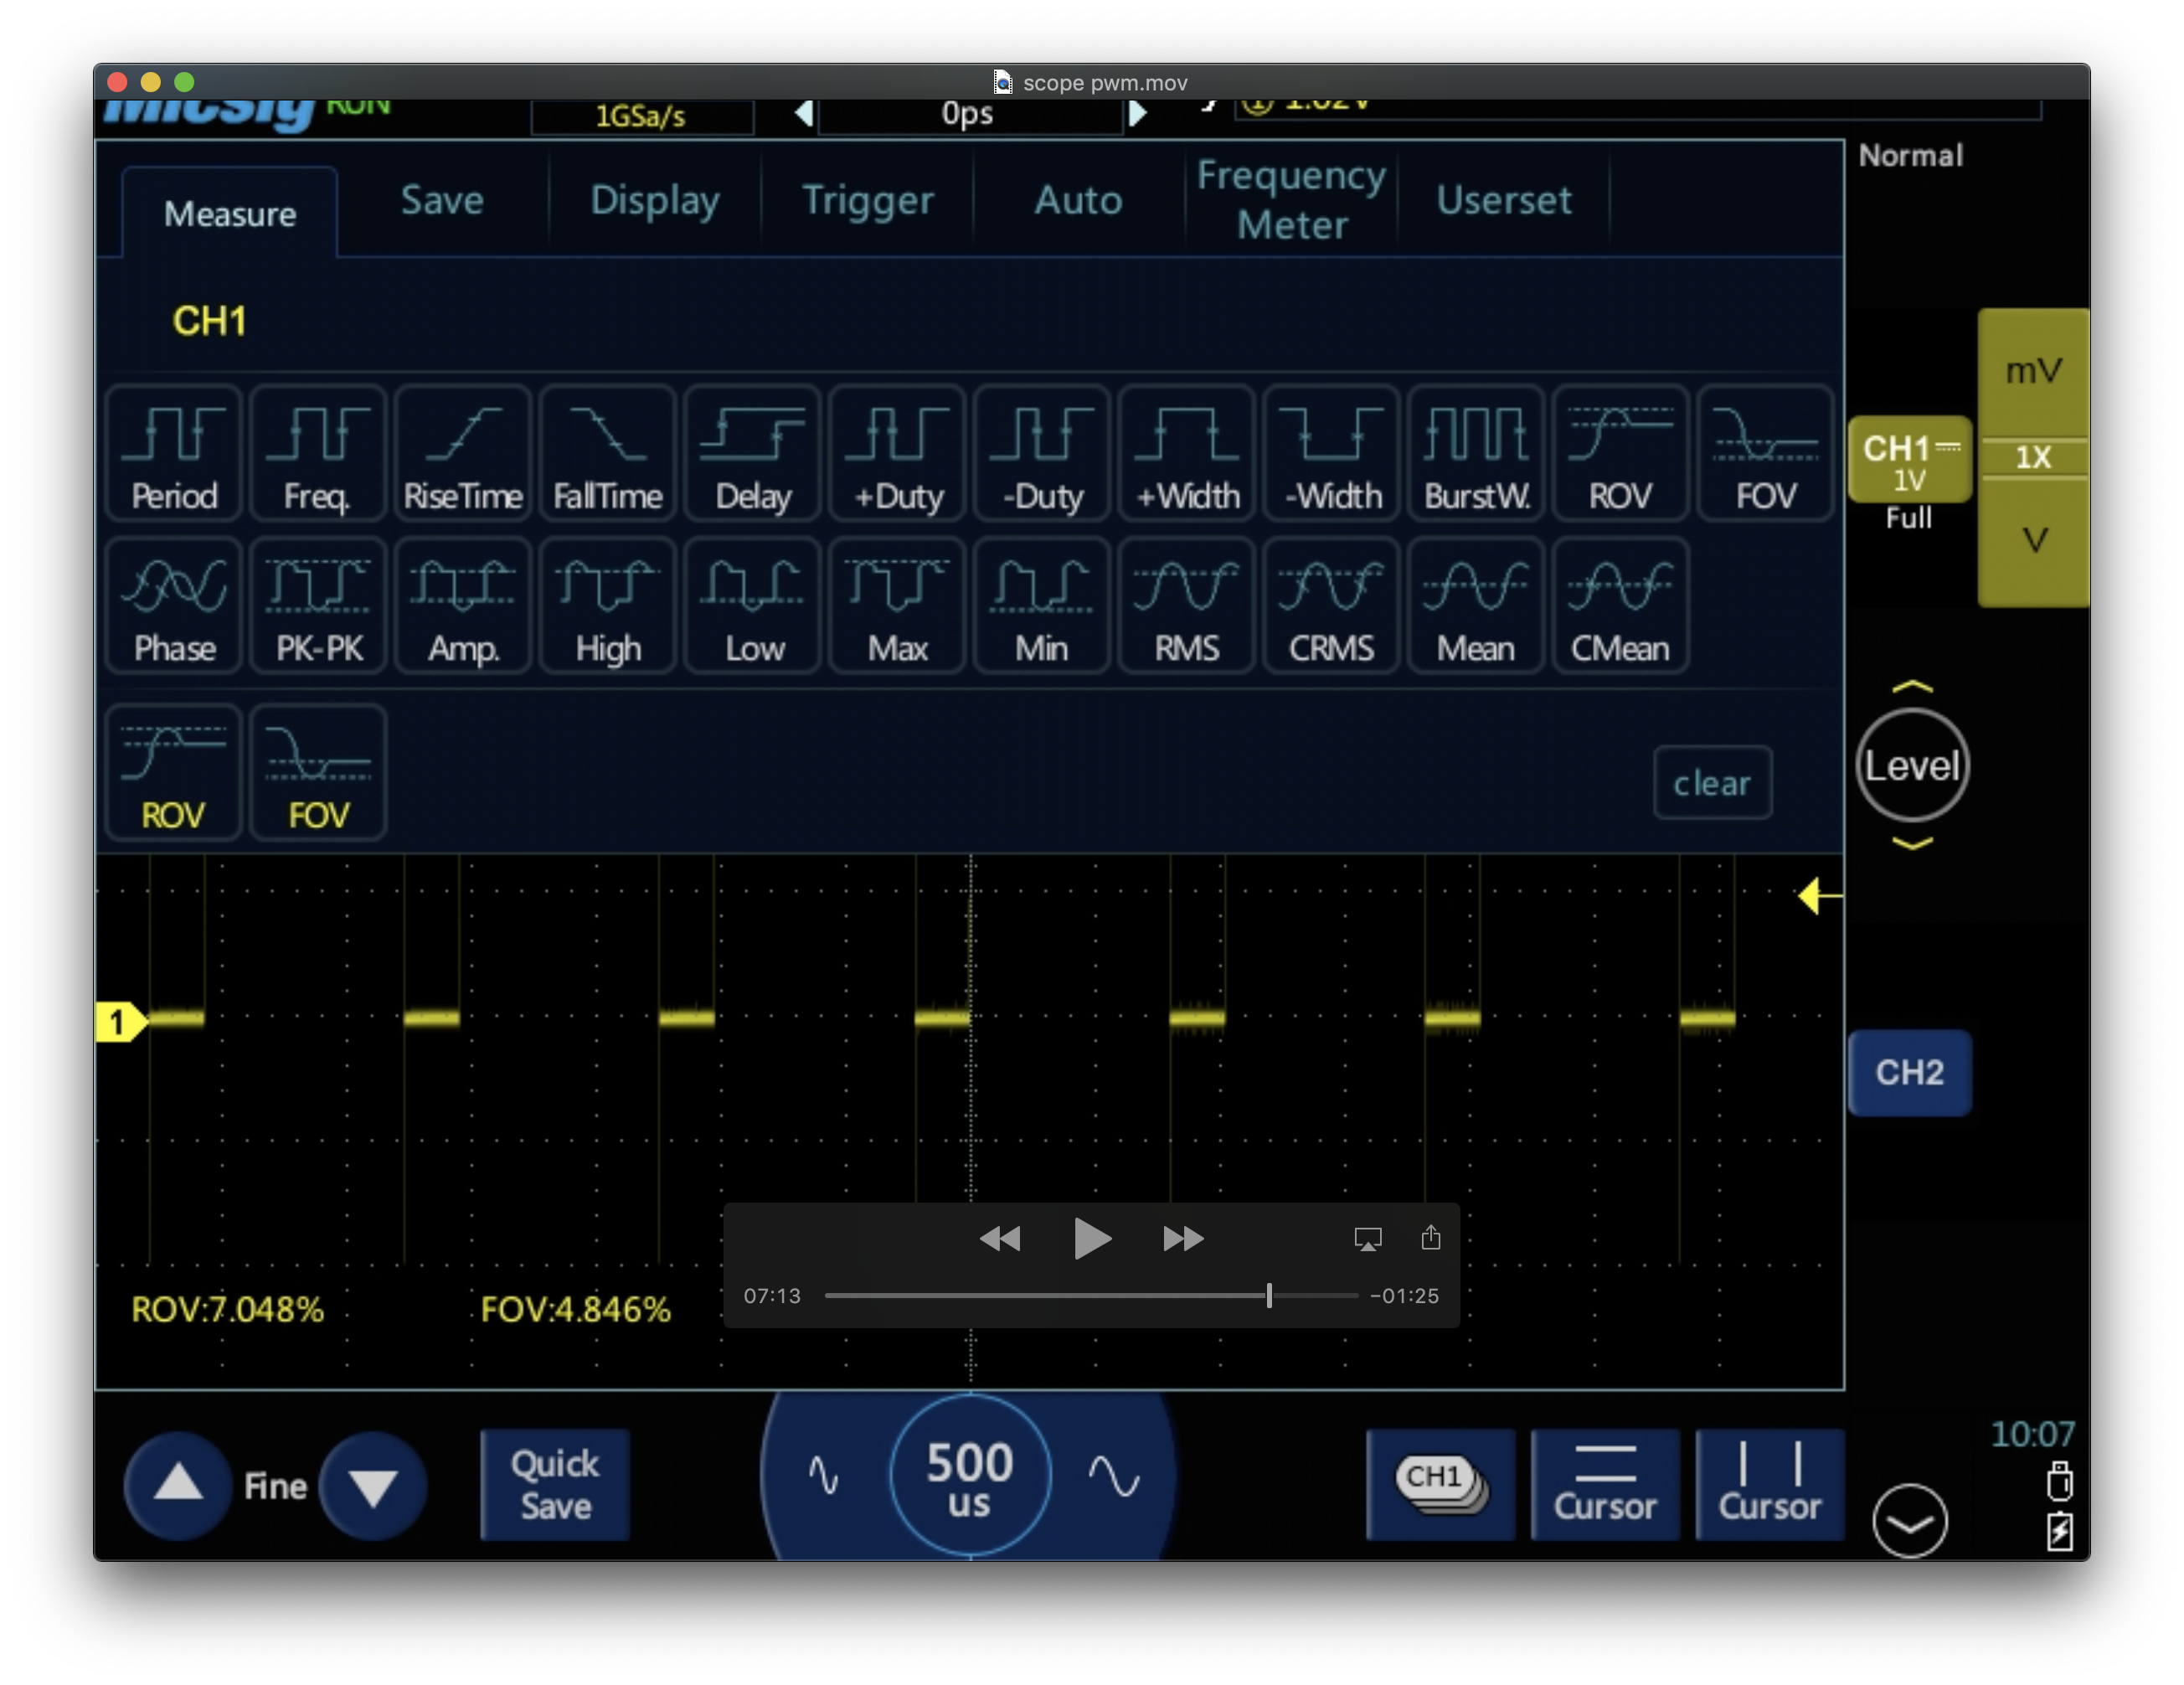 scope pwm.mov
Micsig RUN 1GSa/s 0ps 1 1.62V
Normal
Measure Save Display Trigger Auto Frequency Meter Userset
CH1
Period Freq. RiseTime FallTime Delay +Duty -Duty +Width -Width BurstW. ROV FOV
Phase PK-PK Amp. High Low Max Min RMS CRMS Mean CMean
ROV FOV clear
mV
CH1
1V
Full
1X
V
Level
1
CH2
07:13 -01:25
ROV:7.048% FOV:4.846%
Fine
Quick
Save
500
us
CH1
Cursor
Cursor
10:07